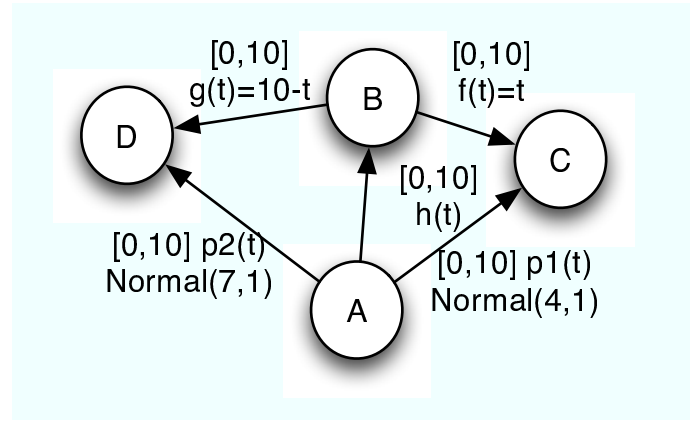 [0,10]
g(t)=10-t
B
[0,10]
f(t)=t
D
C
[0,10]
h(t)
[0,10] p2(t)
Normal(7,1)
[0,10] p1(t)
Normal(4,1)
A